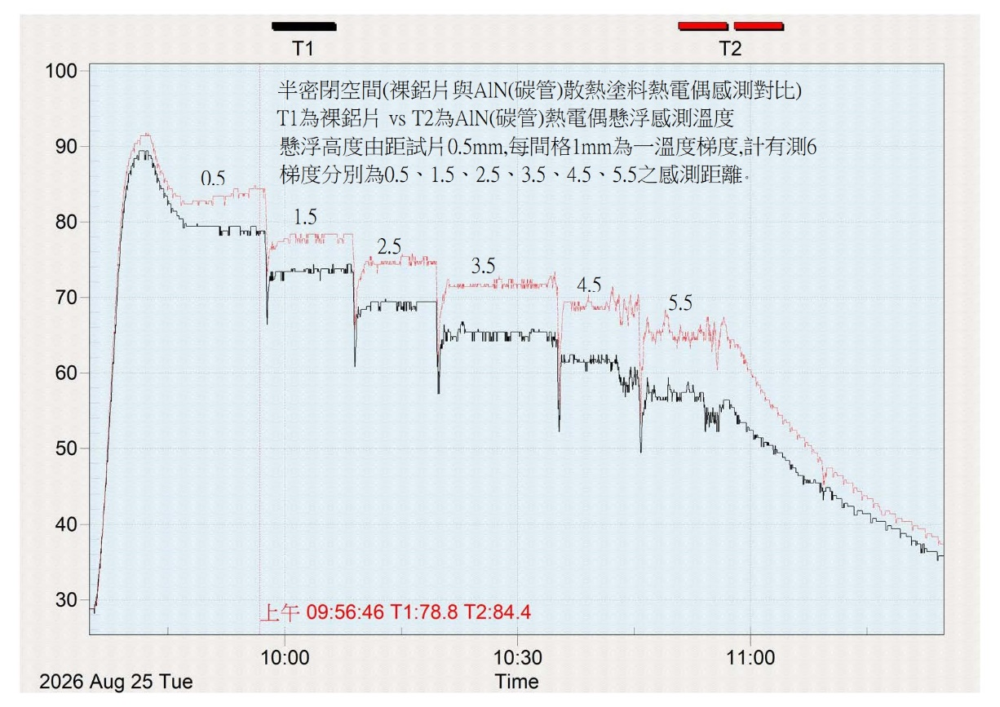 T1
T2
100
半密閉空間(裸鋁片與AlN(碳管)散熱塗料熱電偶感測對比)
T1為裸鋁片 vs T2為AlN(碳管)熱電偶懸浮感測溫度
90
懸浮高度由距試片0.5mm,每間格1mm為一溫度梯度,計有測6
梯度分別為0.5、1.5、2.5、3.5、4.5、5.5之感測距離。
0.5
80
1.5
2.5
3.5
70
4.5
5.5
60
50
40
30
上午 09:56:46 T1:78.8 T2:84.4
10:00
10:30
11:00
2026 Aug 25 Tue
Time